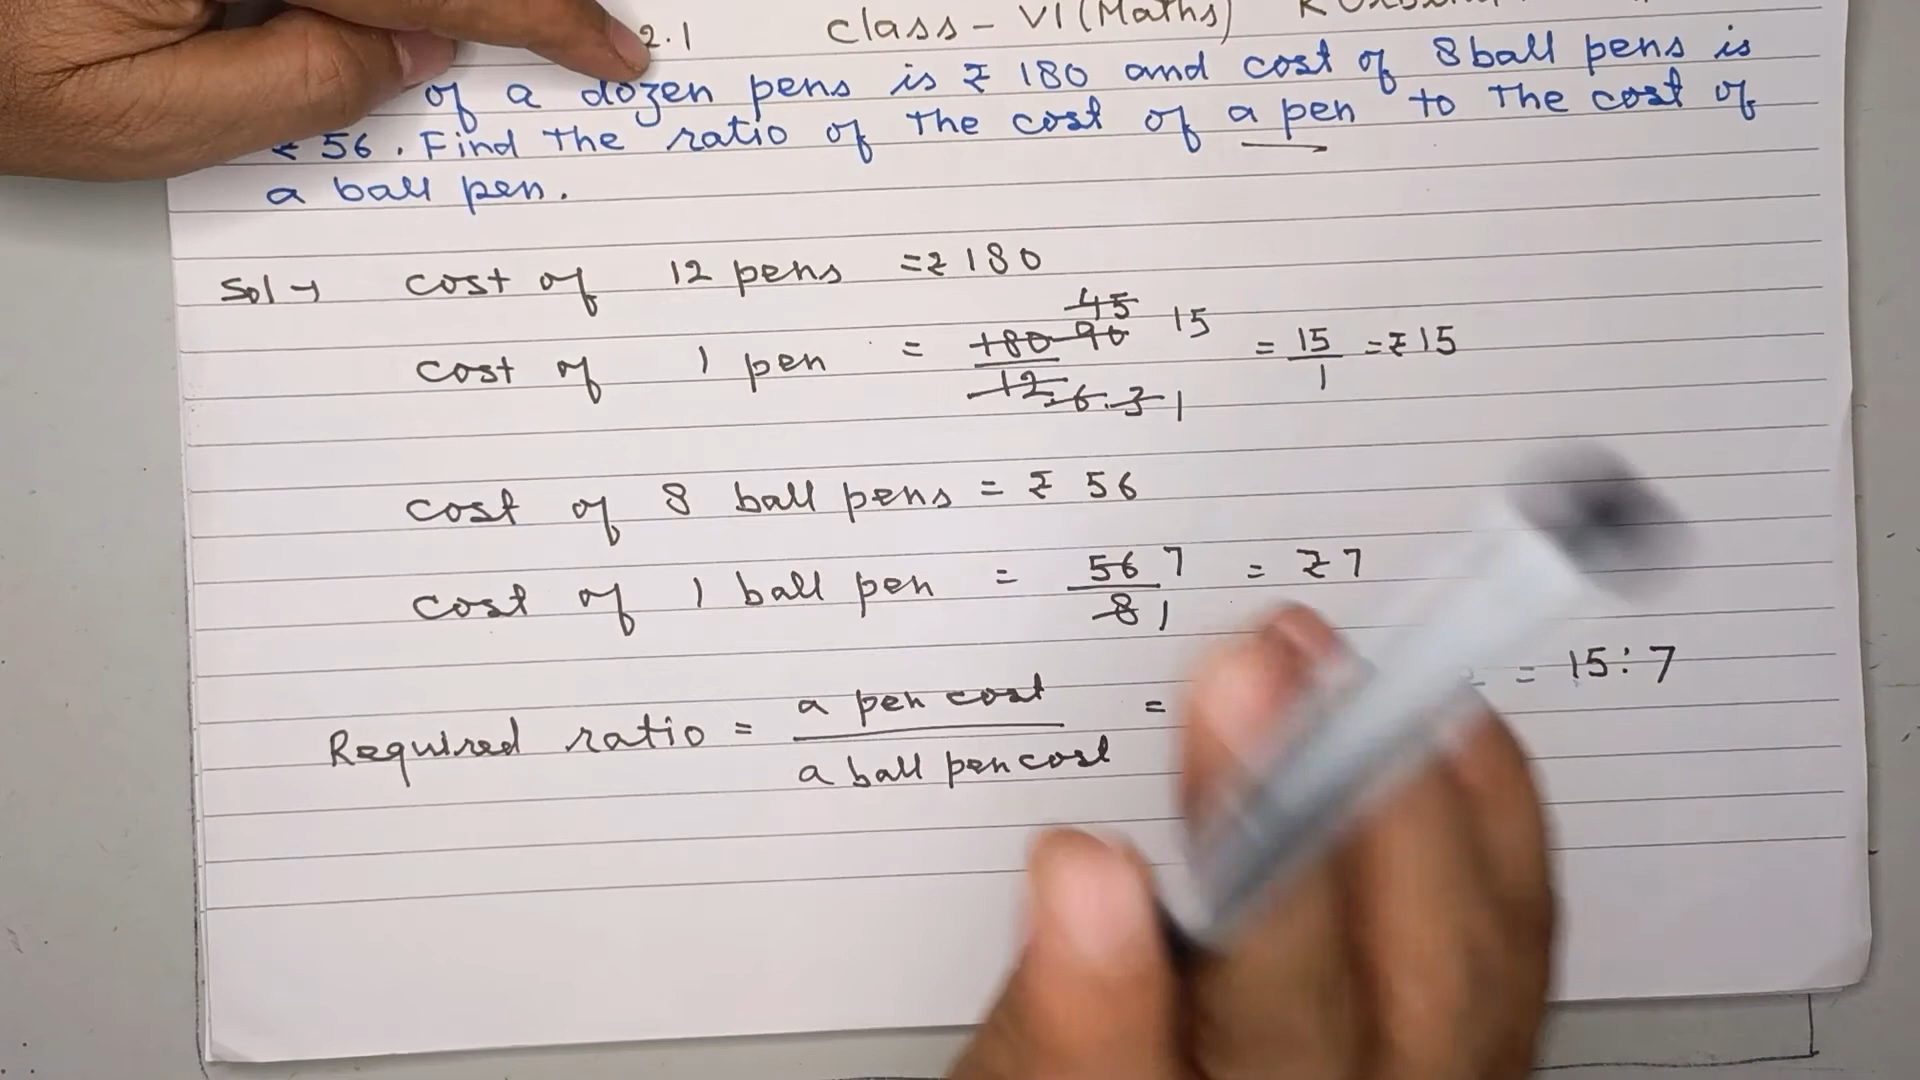 2.1 class - VI (Maths)
of a dozen pens is ₹ 180 and cost of 8 ball pens is
₹ 56. Find the ratio of the cost of a pen to the cost of
a ball pen.
Sol→ cost of 12 pens = ₹ 180
cost of 1 pen = 180 90 45 15 / 12 6 3 1 = 15/1 = ₹ 15
cost of 8 ball pens = ₹ 56
cost of 1 ball pen = 56 7 / 8 1 = ₹ 7
Required ratio = a pen cost / a ball pen cost = = 15 : 7